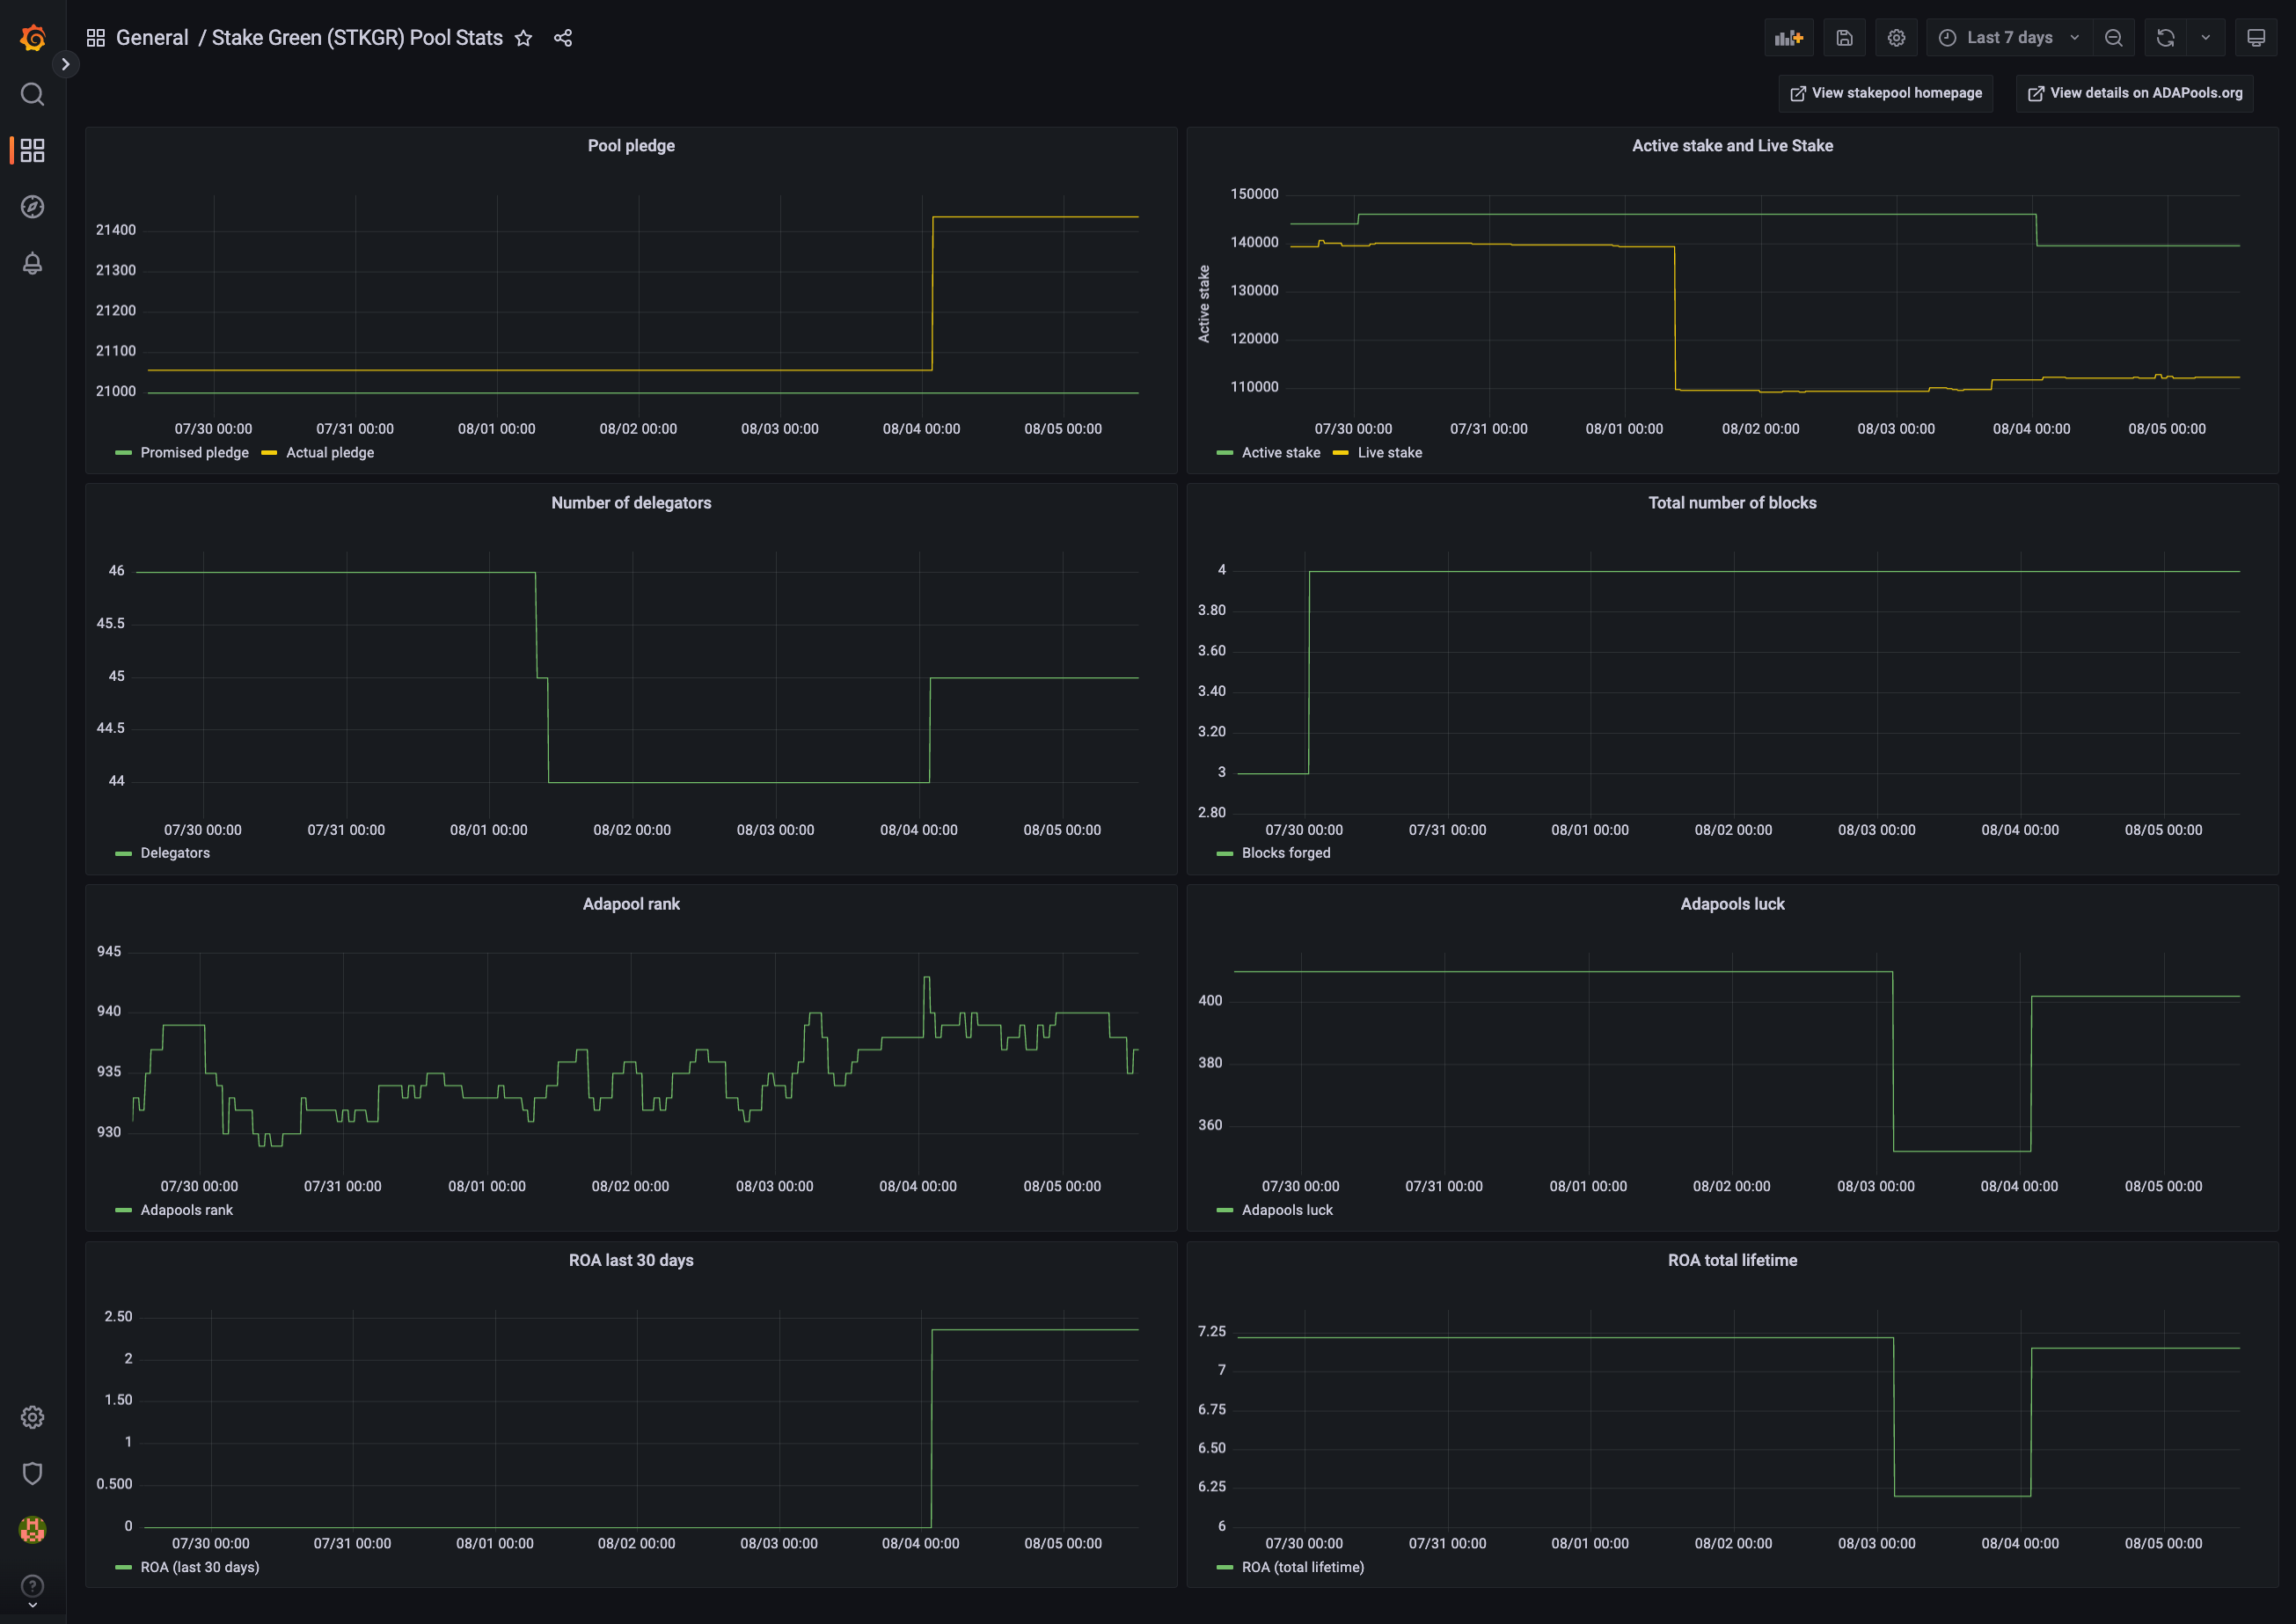 General / Stake Green (STKGR) Pool Stats
Last 7 days
View stakepool homepage
View details on ADAPools.org
Pool pledge
21400
21300
21200
21100
21000
07/30 00:00 07/31 00:00 08/01 00:00 08/02 00:00 08/03 00:00 08/04 00:00 08/05 00:00
Promised pledge Actual pledge
Active stake and Live Stake
Active stake
150000
140000
130000
120000
110000
07/30 00:00 07/31 00:00 08/01 00:00 08/02 00:00 08/03 00:00 08/04 00:00 08/05 00:00
Active stake Live stake
Number of delegators
46
45.5
45
44.5
44
07/30 00:00 07/31 00:00 08/01 00:00 08/02 00:00 08/03 00:00 08/04 00:00 08/05 00:00
Delegators
Total number of blocks
4
3.80
3.60
3.40
3.20
3
2.80
07/30 00:00 07/31 00:00 08/01 00:00 08/02 00:00 08/03 00:00 08/04 00:00 08/05 00:00
Blocks forged
Adapool rank
945
940
935
930
07/30 00:00 07/31 00:00 08/01 00:00 08/02 00:00 08/03 00:00 08/04 00:00 08/05 00:00
Adapools rank
Adapools luck
400
380
360
07/30 00:00 07/31 00:00 08/01 00:00 08/02 00:00 08/03 00:00 08/04 00:00 08/05 00:00
Adapools luck
ROA last 30 days
2.50
2
1.50
1
0.500
0
07/30 00:00 07/31 00:00 08/01 00:00 08/02 00:00 08/03 00:00 08/04 00:00 08/05 00:00
ROA (last 30 days)
ROA total lifetime
7.25
7
6.75
6.50
6.25
6
07/30 00:00 07/31 00:00 08/01 00:00 08/02 00:00 08/03 00:00 08/04 00:00 08/05 00:00
ROA (total lifetime)